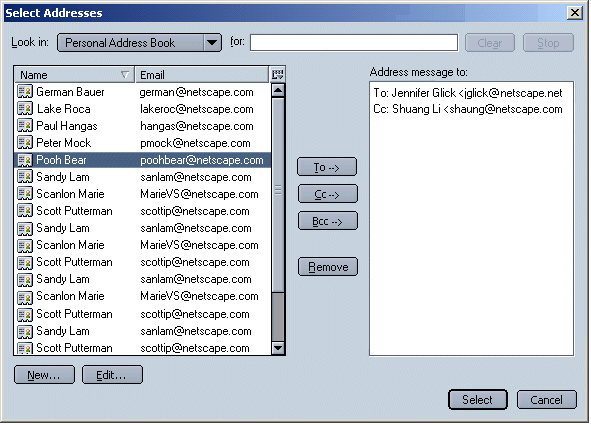 Select Addresses
Look in: Personal Address Book for: Clear Stop
Name Email
Address message to:
German Bauer german@netscape.com
Lake Roca lakeroc@netscape.com
Paul Hangas hangas@netscape.com
Peter Mock pmock@netscape.com
Pooh Bear poohbear@netscape.com
Sandy Lam sanlam@netscape.com
Scanlon Marie MarieVS@netscape.com
Scott Putterman scottip@netscape.com
Sandy Lam sanlam@netscape.com
Scanlon Marie MarieVS@netscape.com
Scott Putterman scottip@netscape.com
Sandy Lam sanlam@netscape.com
Scanlon Marie MarieVS@netscape.com
Scott Putterman scottip@netscape.com
Sandy Lam sanlam@netscape.com
Scott Putterman scottip@netscape.com
To -->
Cc -->
Bcc -->
Remove
To: Jennifer Glick <jglick@netscape.net
Cc: Shuang Li <shaung@netscape.com
New... Edit...
Select Cancel